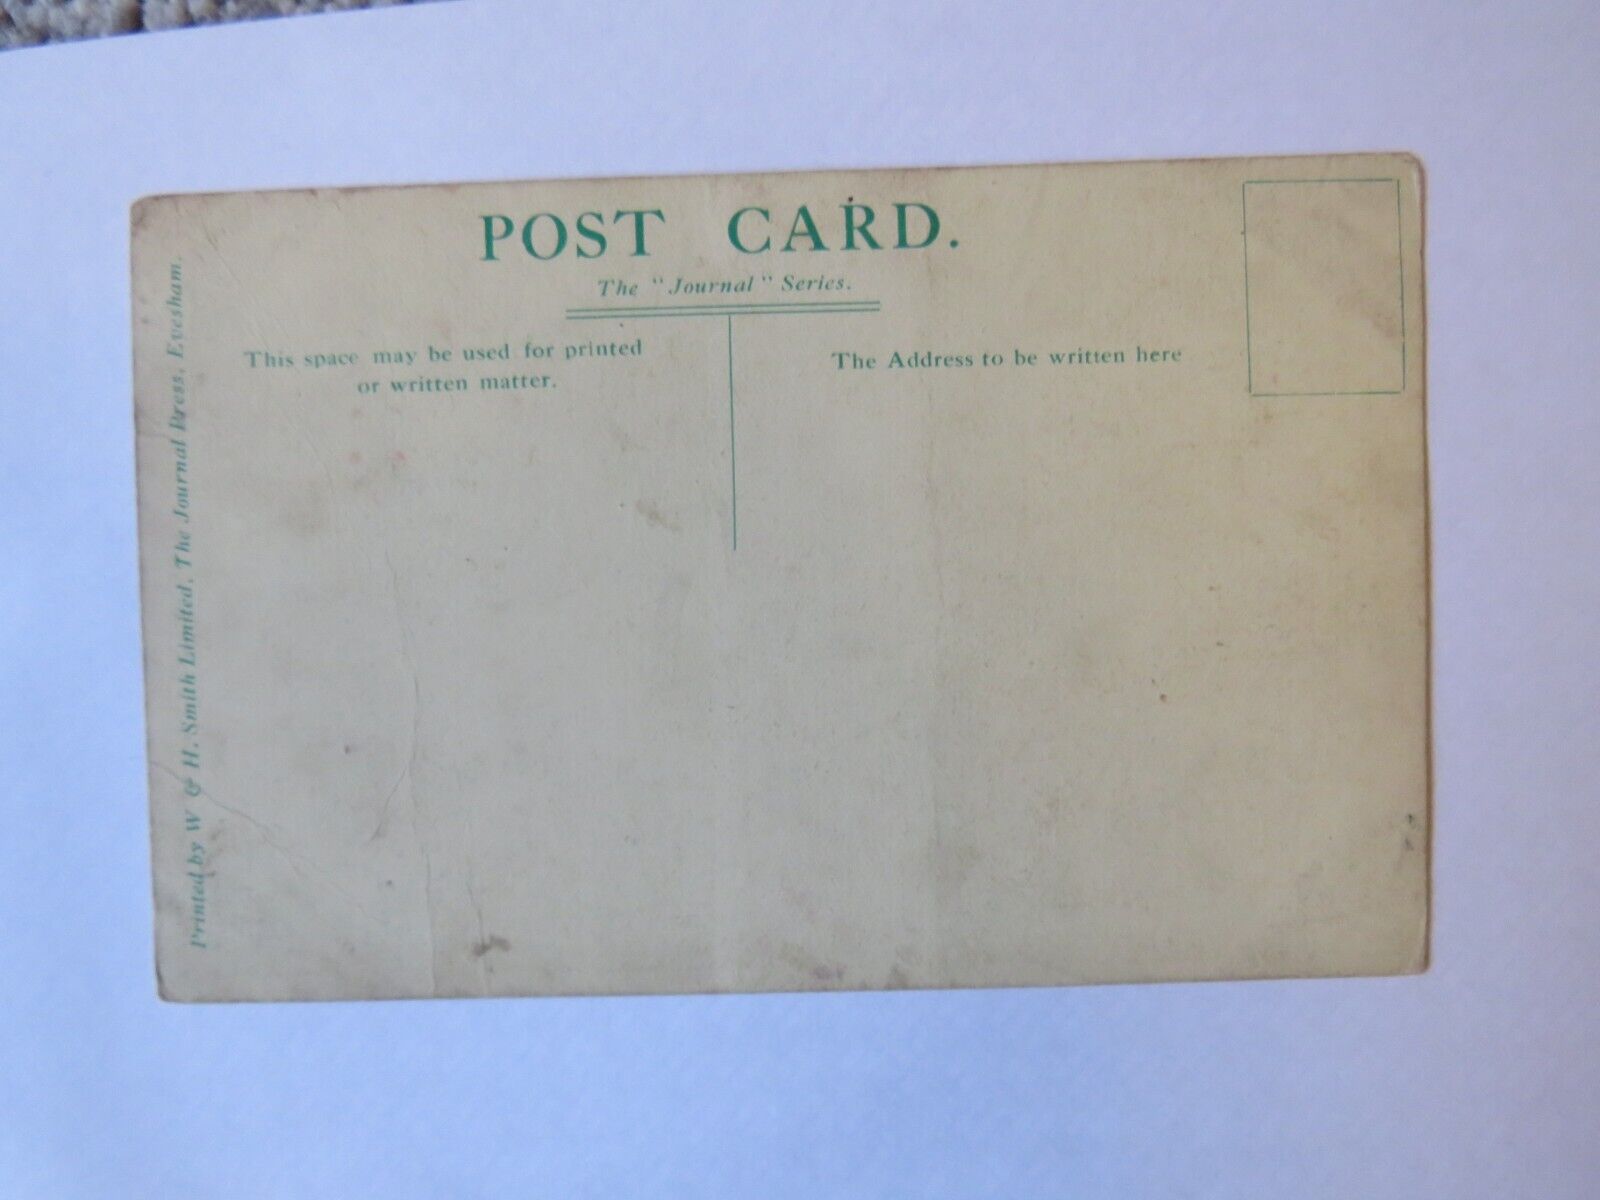 POST CARD.
The "Journal" Series.
This space may be used for printed
or written matter.
The Address to be written here
Printed by W & H. Smith Limited, The Journal Press, Evesham.